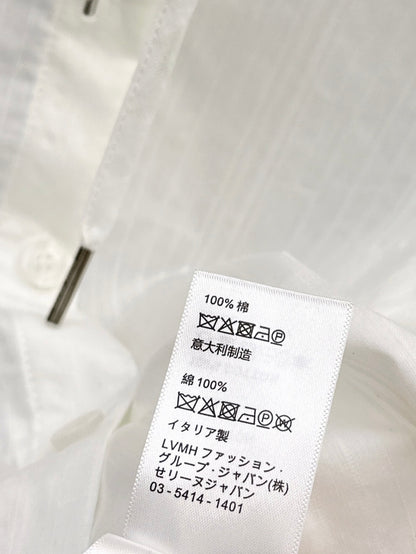 100% 棉
意大利制造
綿 100%
イタリア製
LVMH ファッション・
グループ・ジャパン(株)
せリーヌジャパン
03-5414-1401